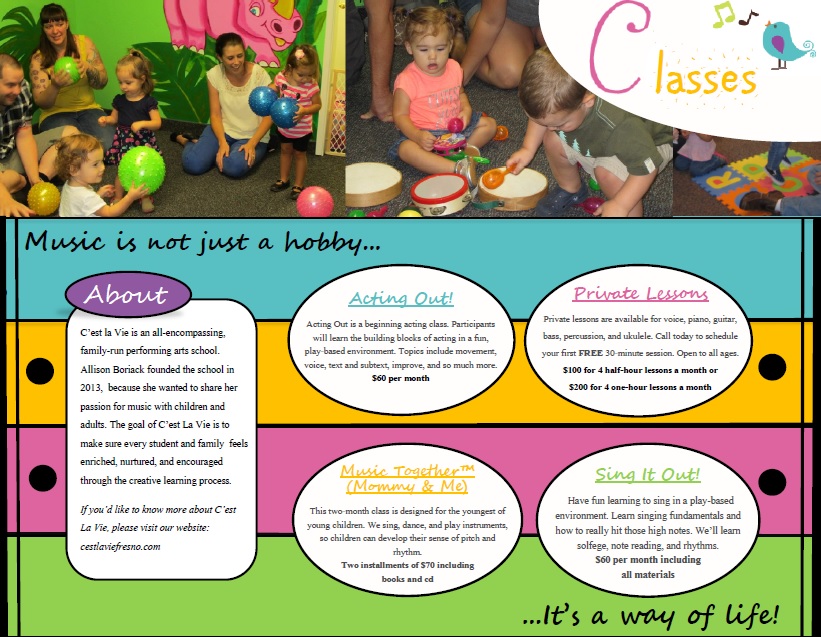 Classes
Music is not just a hobby...
About
C'est la Vie is an all-encompassing,
family-run performing arts school.
Allison Boriack founded the school in
2013, because she wanted to share her
passion for music with children and
adults. The goal of C'est La Vie is to
make sure every student and family feels
enriched, nurtured, and encouraged
through the creative learning process.
If you'd like to know more about C'est
La Vie, please visit our website:
cestlaviefresno.com
Acting Out!
Acting Out is a beginning acting class. Participants
will learn the building blocks of acting in a fun,
play-based environment. Topics include movement,
voice, text and subtext, improve, and so much more.
$60 per month
Private Lessons
Private lessons are available for voice, piano, guitar,
bass, percussion, and ukulele. Call today to schedule
your first FREE 30-minute session. Open to all ages.
$100 for 4 half-hour lessons a month or
$200 for 4 one-hour lessons a month
Music Together™
(Mommy & Me)
This two-month class is designed for the youngest of
young children. We sing, dance, and play instruments,
so children can develop their sense of pitch and
rhythm.
Two installments of $70 including
books and cd
Sing It Out!
Have fun learning to sing in a play-based
environment. Learn singing fundamentals and
how to really hit those high notes. We'll learn
solfege, note reading, and rhythms.
$60 per month including
all materials
...It's a way of life!